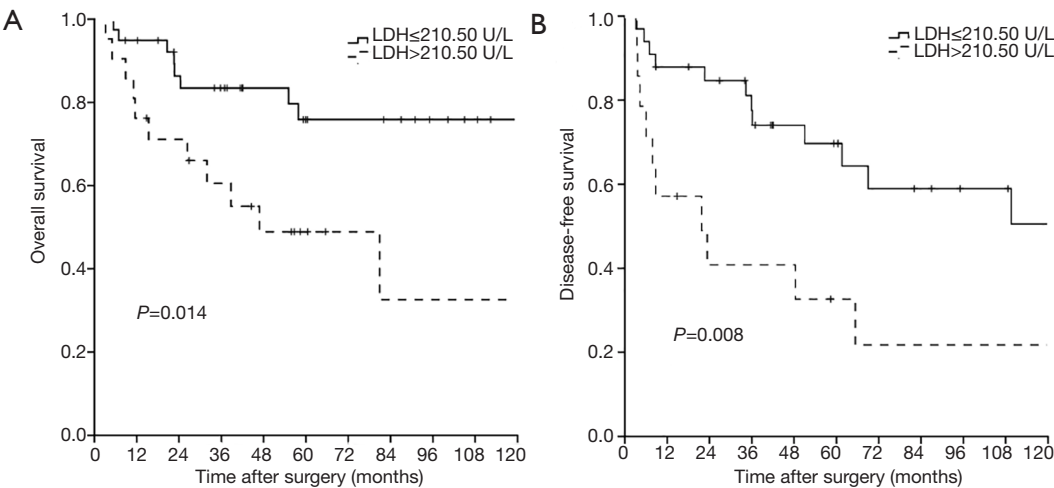 A
LDH≤210.50 U/L
LDH>210.50 U/L
1.0
0.8
0.6
0.4
0.2
0.0
Overall survival
P=0.014
0 12 24 36 48 60 72 84 96 108 120
Time after surgery (months)
B
LDH≤210.50 U/L
LDH>210.50 U/L
1.0
0.8
0.6
0.4
0.2
0.0
Disease-free survival
P=0.008
0 12 24 36 48 60 72 84 96 108 120
Time after surgery (months)